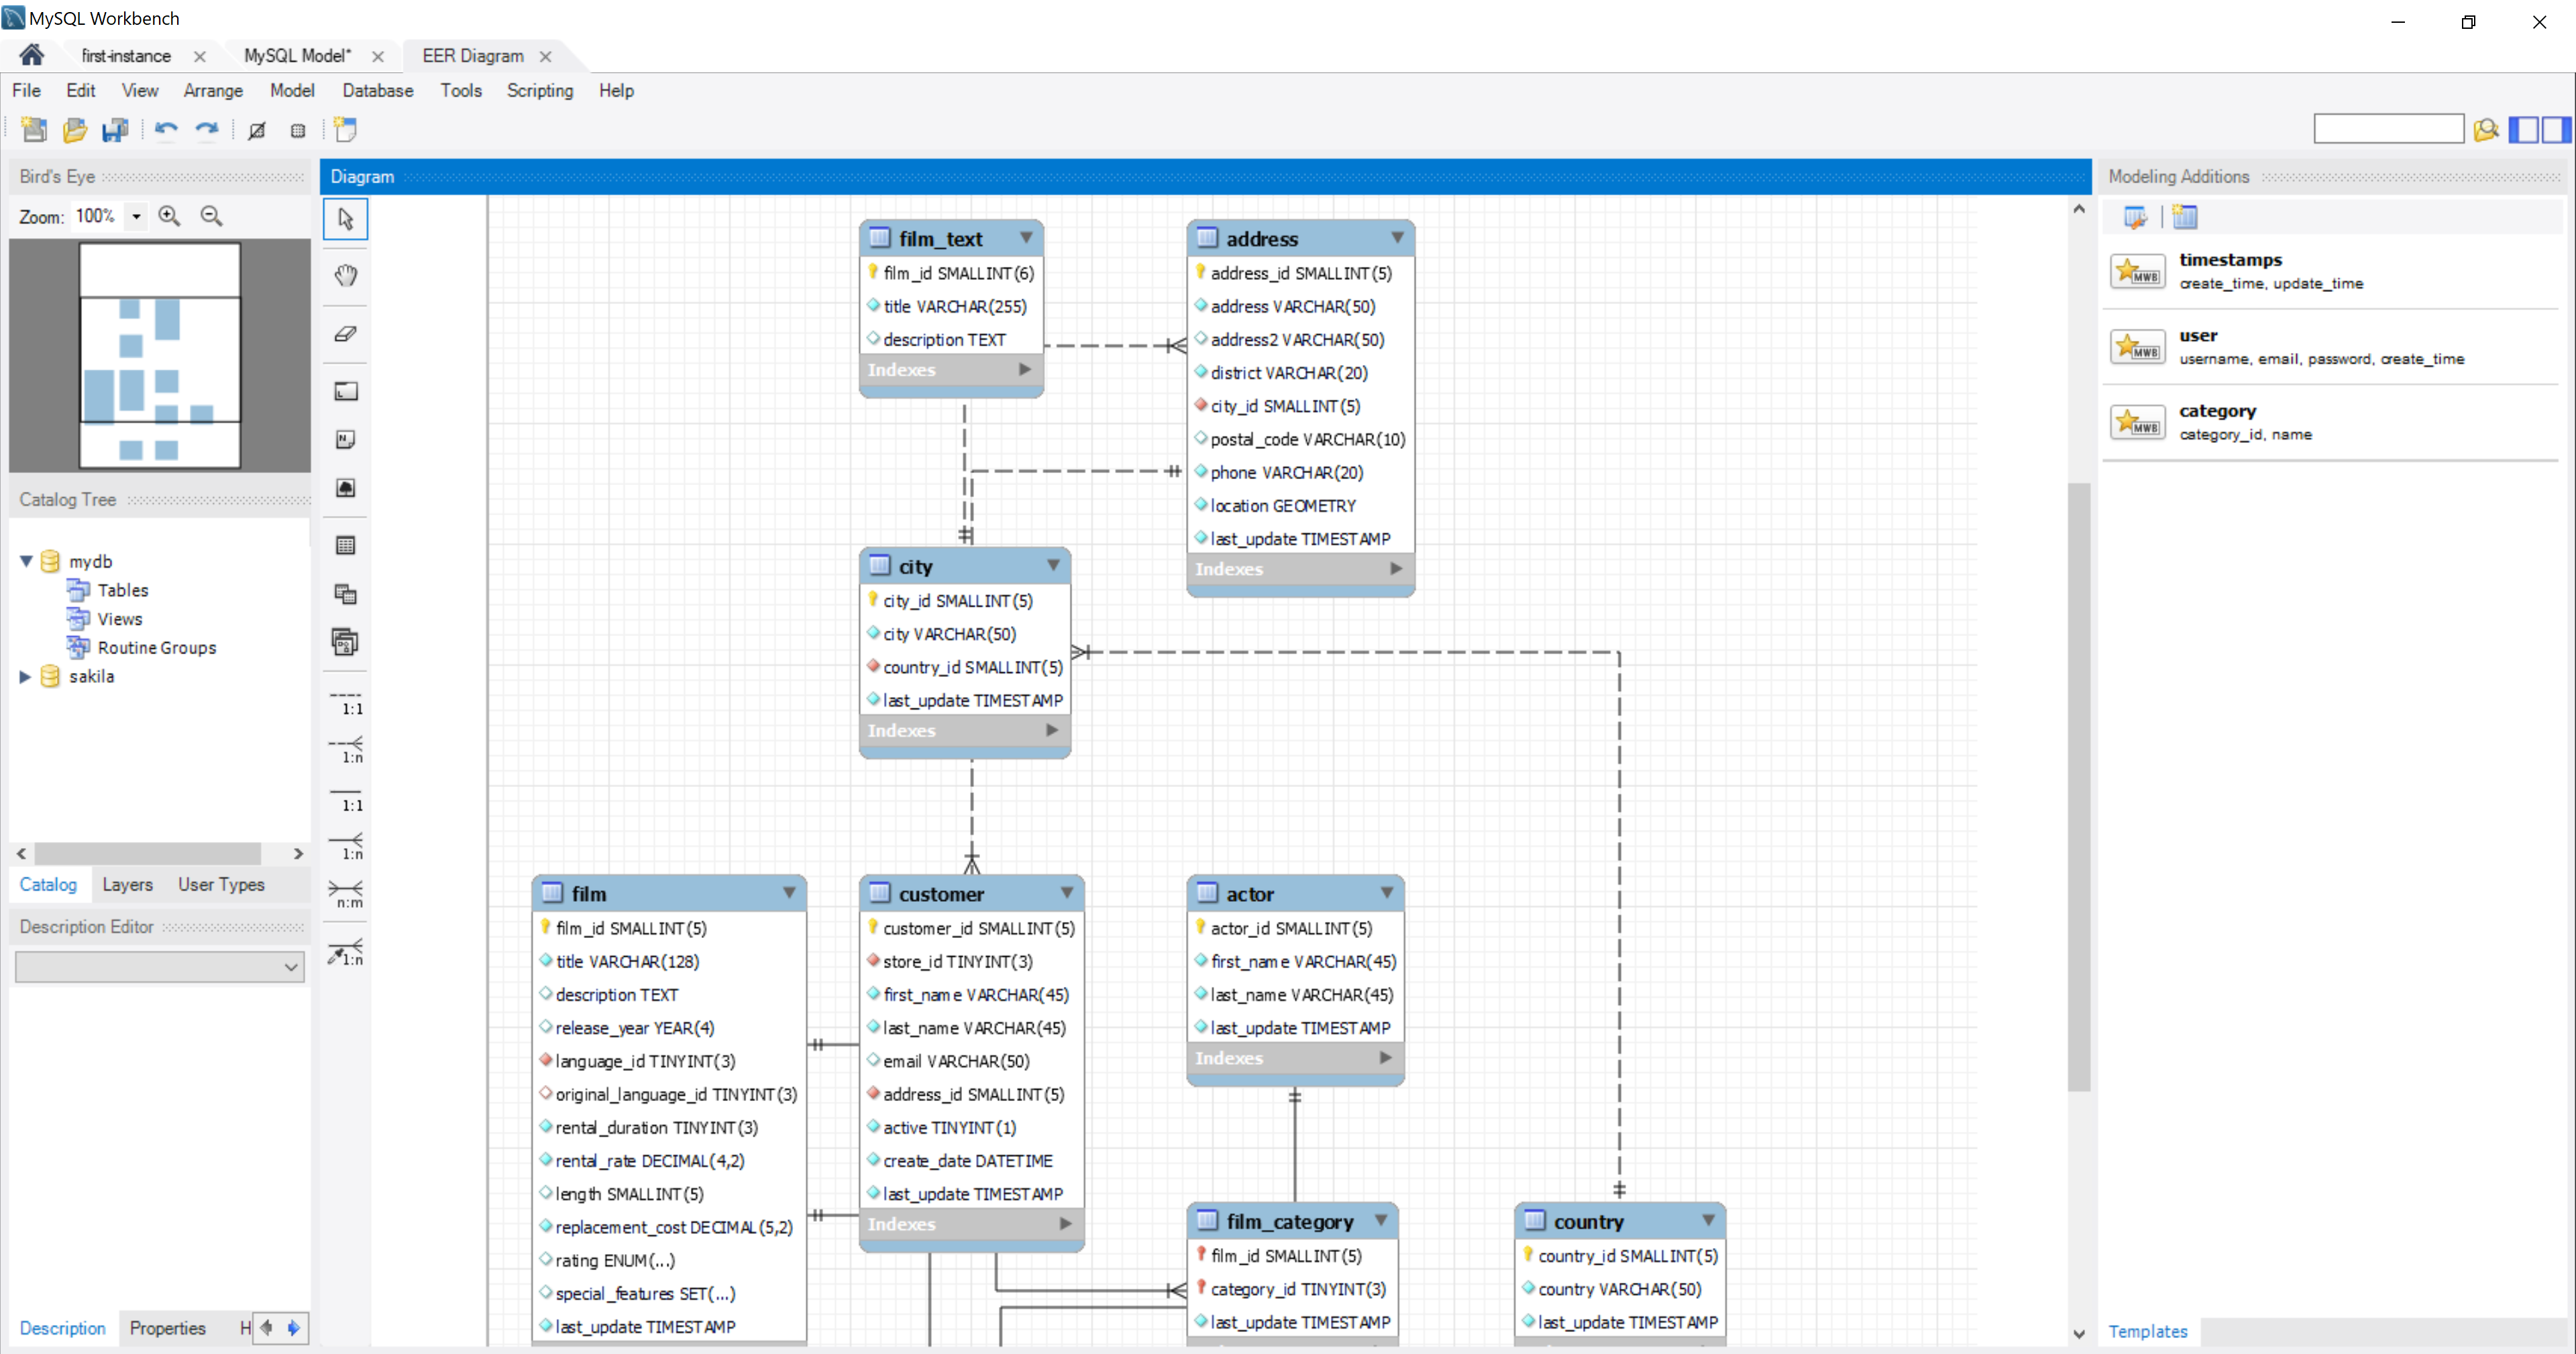 MySQL Workbench
first-instance
MySQL Model*
EER Diagram
File Edit View Arrange Model Database Tools Scripting Help
Bird's Eye
Zoom: 100%
Catalog Tree
mydb
Tables
Views
Routine Groups
sakila
Catalog Layers User Types
Description Editor
Description Properties H
Diagram
1:1
1:n
1:1
1:n
n:m
1:n
film_text
film_id SMALLINT(6)
title VARCHAR(255)
description TEXT
Indexes
address
address_id SMALLINT(5)
address VARCHAR(50)
address2 VARCHAR(50)
district VARCHAR(20)
city_id SMALLINT(5)
postal_code VARCHAR(10)
phone VARCHAR(20)
location GEOMETRY
last_update TIMESTAMP
Indexes
city
city_id SMALLINT(5)
city VARCHAR(50)
country_id SMALLINT(5)
last_update TIMESTAMP
Indexes
film
film_id SMALLINT(5)
title VARCHAR(128)
description TEXT
release_year YEAR(4)
language_id TINYINT(3)
original_language_id TINYINT(3)
rental_duration TINYINT(3)
rental_rate DECIMAL(4,2)
length SMALLINT(5)
replacement_cost DECIMAL(5,2)
rating ENUM(...)
special_features SET(...)
last_update TIMESTAMP
customer
customer_id SMALLINT(5)
store_id TINYINT(3)
first_name VARCHAR(45)
last_name VARCHAR(45)
email VARCHAR(50)
address_id SMALLINT(5)
active TINYINT(1)
create_date DATETIME
last_update TIMESTAMP
Indexes
actor
actor_id SMALLINT(5)
first_name VARCHAR(45)
last_name VARCHAR(45)
last_update TIMESTAMP
Indexes
film_category
film_id SMALLINT(5)
category_id TINYINT(3)
last_update TIMESTAMP
country
country_id SMALLINT(5)
country VARCHAR(50)
last_update TIMESTAMP
Modeling Additions
MWB
timestamps
create_time, update_time
MWB
user
username, email, password, create_time
MWB
category
category_id, name
Templates